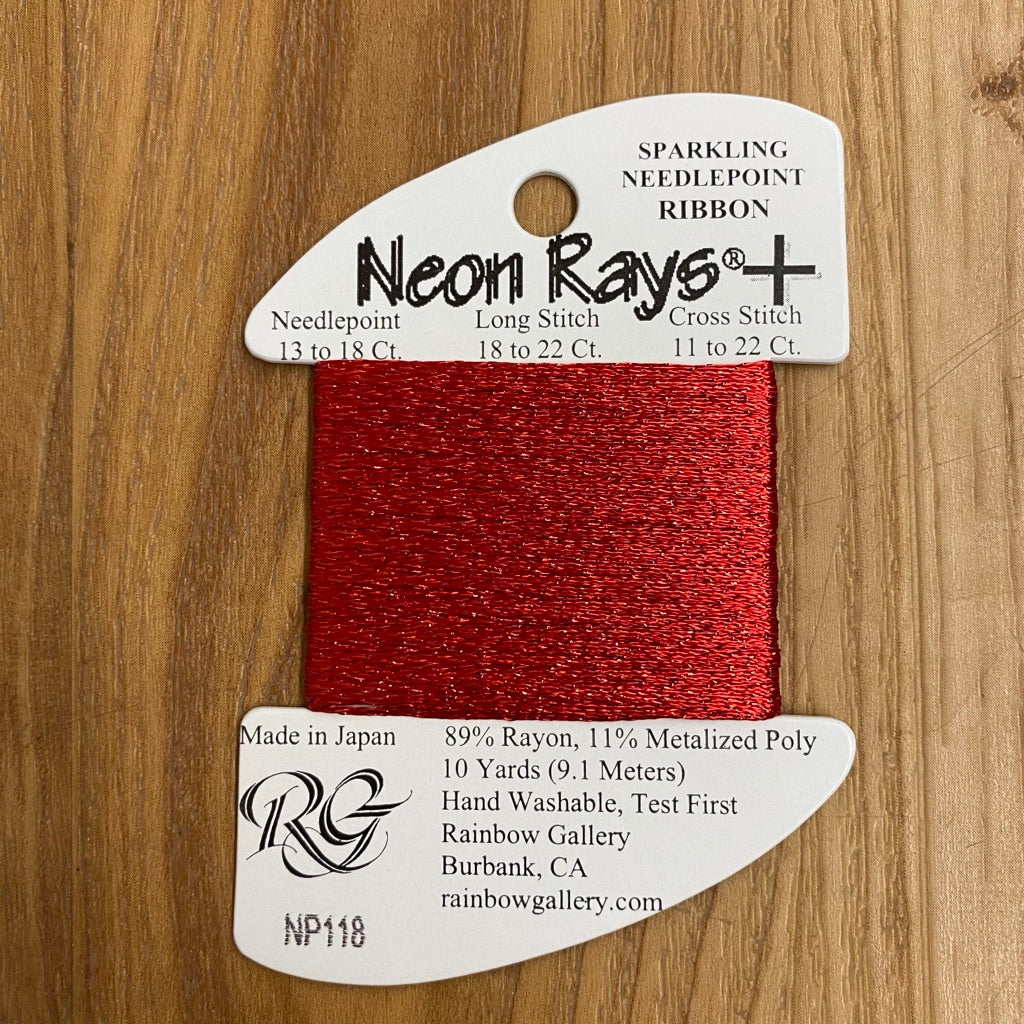 SPARKLING
NEEDLEPOINT
RIBBON
Neon Rays®+
Needlepoint Long Stitch Cross Stitch
13 to 18 Ct. 18 to 22 Ct. 11 to 22 Ct.
Made in Japan
89% Rayon, 11% Metalized Poly
10 Yards (9.1 Meters)
Hand Washable, Test First
Rainbow Gallery
Burbank, CA
rainbowgallery.com
RG
NP118